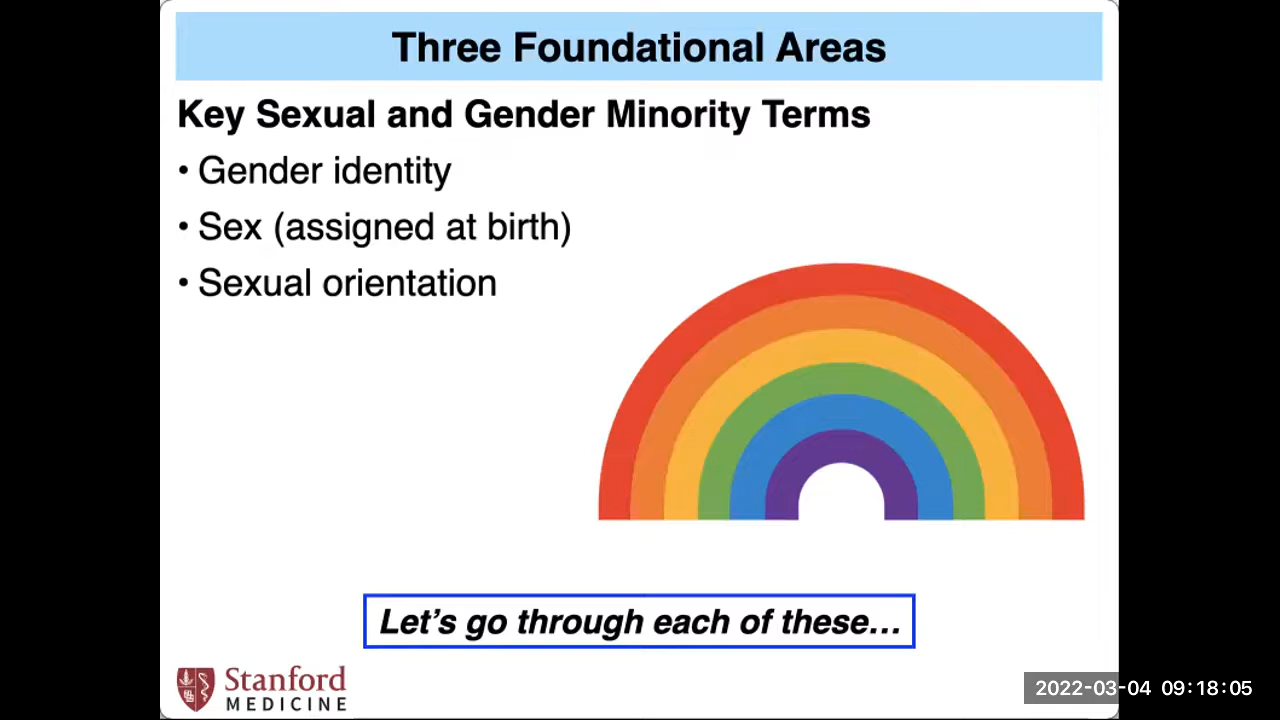 Three Foundational Areas
Key Sexual and Gender Minority Terms
• Gender identity
• Sex (assigned at birth)
• Sexual orientation
Let’s go through each of these…
Stanford
MEDICINE
2022-03-04 09:18:05